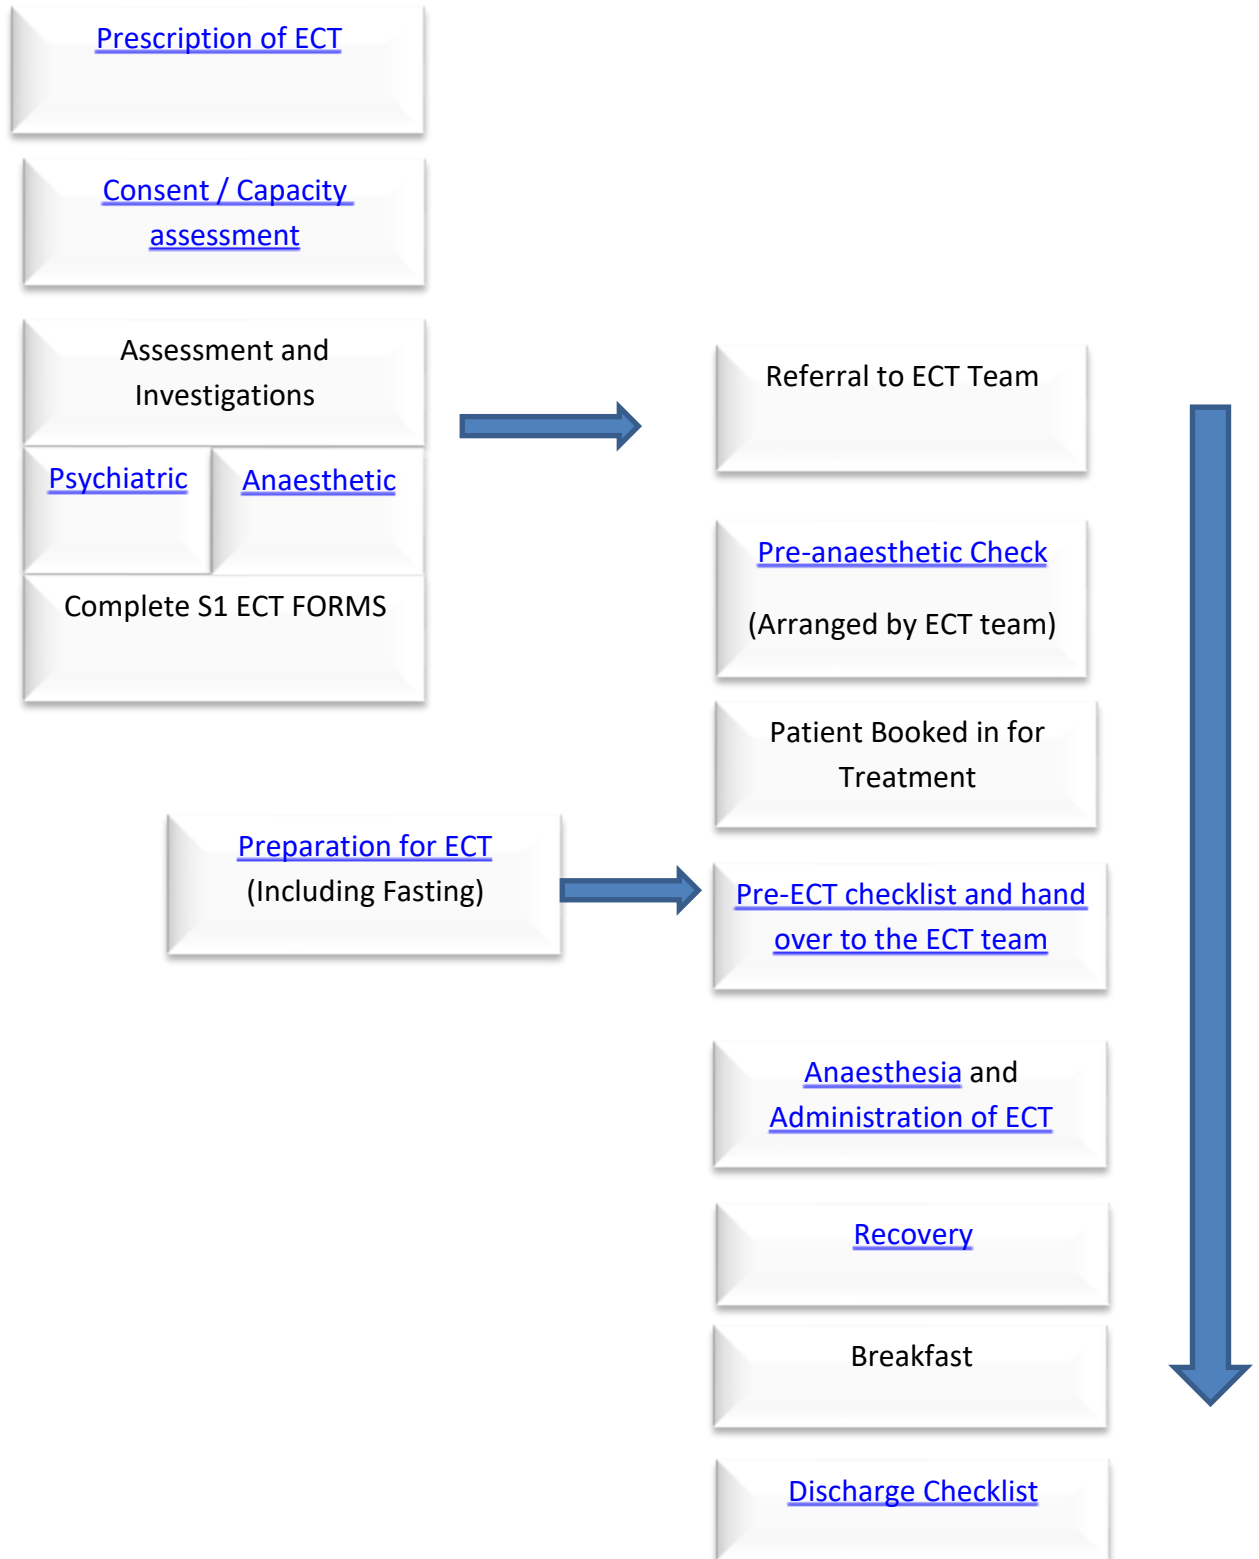 Prescription of ECT
Consent / Capacity
assessment
Assessment and
Investigations
Psychiatric
Anaesthetic
Complete S1 ECT FORMS
Referral to ECT Team
Pre-anaesthetic Check
(Arranged by ECT team)
Patient Booked in for
Treatment
Preparation for ECT
(Including Fasting)
Pre-ECT checklist and hand
over to the ECT team
Anaesthesia and
Administration of ECT
Recovery
Breakfast
Discharge Checklist